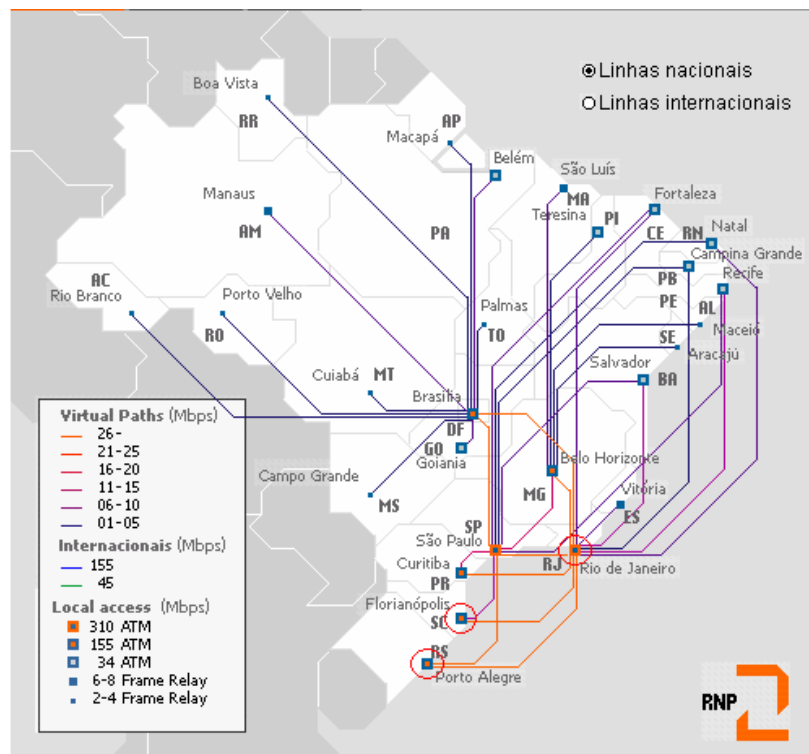 Linhas nacionais
Linhas internacionais
Boa Vista
RR
AP
Macapá
Belém
São Luís
MA
Teresina
PI
Fortaleza
CE
RN
Natal
Campina Grande
PB
Recife
PE
AL
Maceió
SE
Aracajú
Manaus
AM
PA
AC
Rio Branco
Porto Velho
RO
Palmas
TO
Cuiabá
MT
Brasília
DF
GO
Goiania
Salvador
BA
Campo Grande
MS
Belo Horizonte
MG
Vitória
ES
SP
São Paulo
RJ
Rio de Janeiro
Curitiba
PR
Florianópolis
SC
RS
Porto Alegre
Virtual Paths (Mbps)
26-
21-25
16-20
11-15
06-10
01-05
Internacionais (Mbps)
155
45
Local access (Mbps)
310 ATM
155 ATM
34 ATM
6-8 Frame Relay
2-4 Frame Relay
RNP